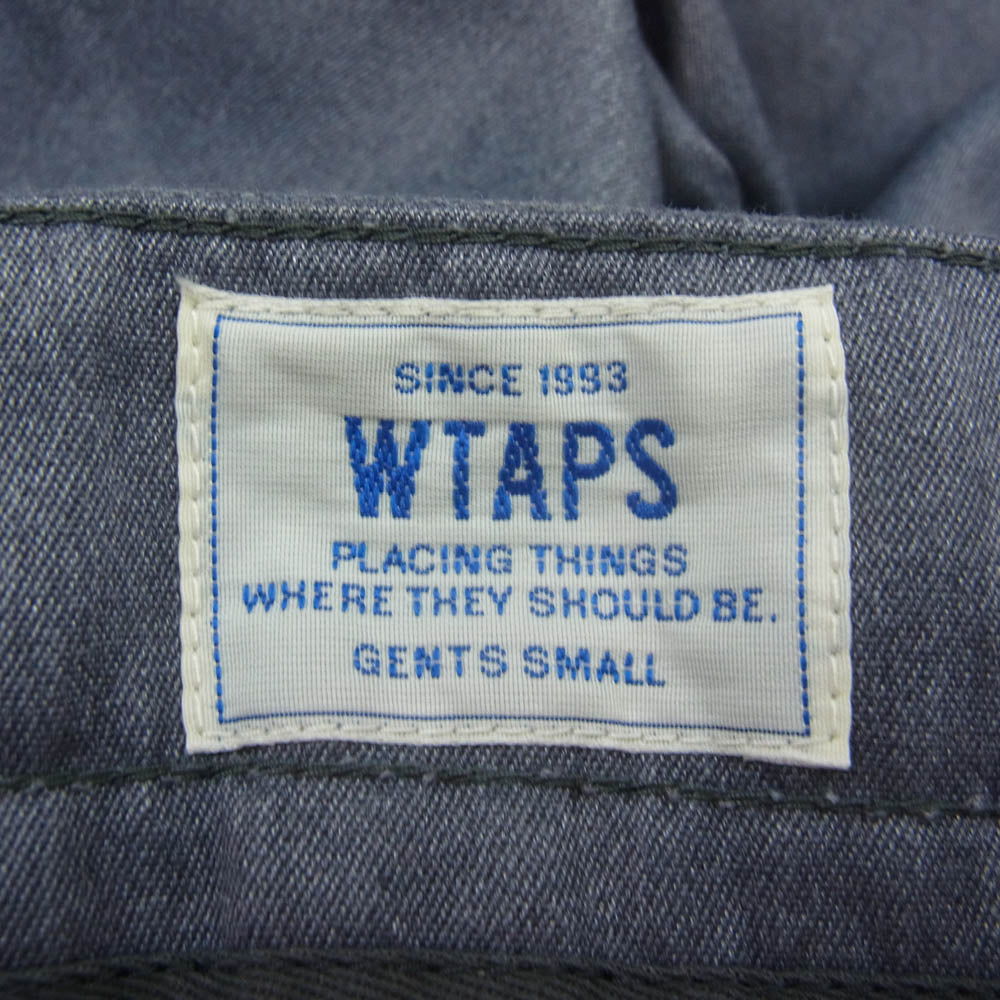 SINCE 1993
WTAPS
PLACING THINGS
WHERE THEY SHOULD BE.
GENTS SMALL